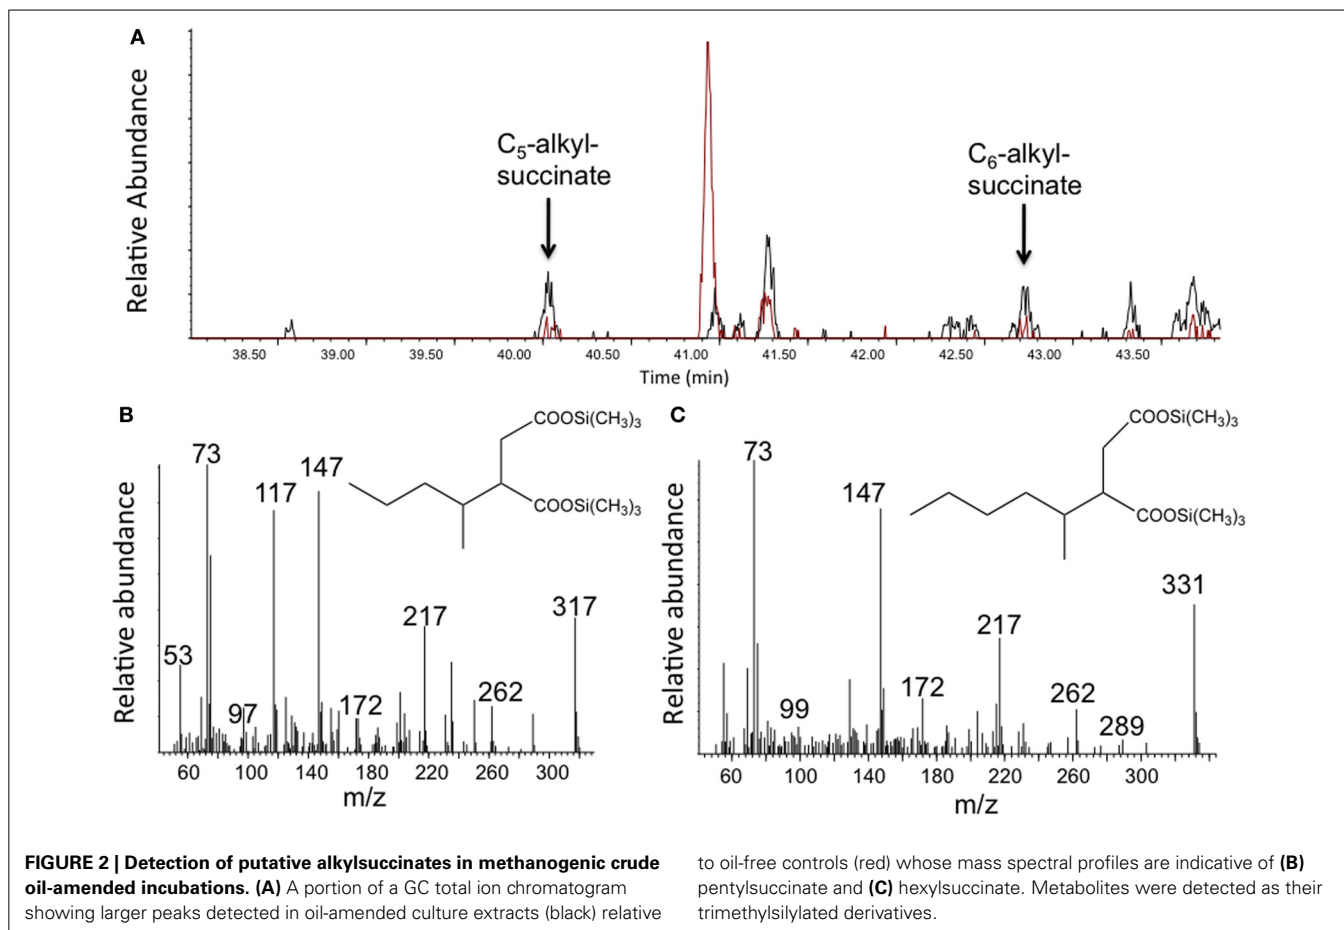 A
Relative Abundance
C5-alkyl-
succinate
C6-alkyl-
succinate
38.50 39.00 39.50 40.00 40.50 41.00 41.50 42.00 42.50 43.00 43.50
Time (min)
B
Relative abundance
73
117
147
53
97
172
217
262
317
COOSi(CH3)3
COOSi(CH3)3
60 100 140 180 220 260 300
m/z
C
Relative abundance
73
147
99
172
217
262
289
331
COOSi(CH3)3
COOSi(CH3)3
60 100 140 180 220 260 300
m/z
FIGURE 2 | Detection of putative alkylsuccinates in methanogenic crude
oil-amended incubations. (A) A portion of a GC total ion chromatogram
showing larger peaks detected in oil-amended culture extracts (black) relative
to oil-free controls (red) whose mass spectral profiles are indicative of (B)
pentylsuccinate and (C) hexylsuccinate. Metabolites were detected as their
trimethylsilylated derivatives.